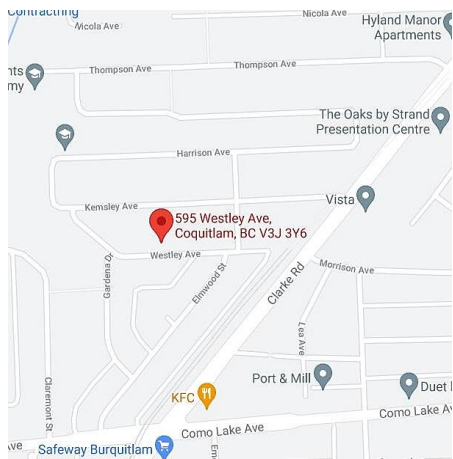 Contracting
Nicola Ave
Nicola Ave
Hyland Manor
Apartments
Thompson Ave
Thompson Ave
nts
my
The Oaks by Strand
Presentation Centre
Harrison Ave
Kemsley Ave
Vista
595 Westley Ave,
Coquitlam, BC V3J 3Y6
Westley Ave
Gardena Dr
Elmwood St
Clarke Rd
Morrison Ave
Lea Ave
Claremont St
Port & Mill
Duet
KFC
Como Lake Ave
Como Lake Av
Ave
Safeway Burquitlam